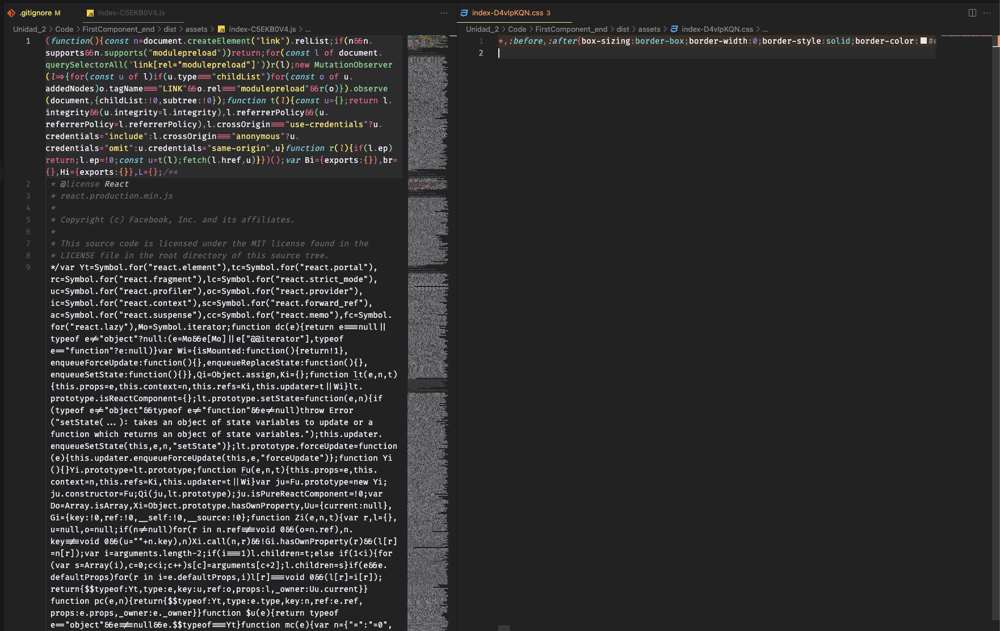 .gitignore M
index-C5EKB0V4.js
Unidad_2 > Code > FirstComponent_end > dist > assets > index-C5EKB0V4.js > ...
1 (function(){const n=document.createElement("link").relList;if(n&&n.
supports&&n.supports("modulepreload"))return;for(const l of document.
querySelectorAll('link[rel="modulepreload"]'))r(l);new MutationObserver
(l=>{for(const u of l)if(u.type==="childList")for(const o of u.
addedNodes)o.tagName==="LINK"&&o.rel==="modulepreload"&&r(o)}).observe
(document,{childList:!0,subtree:!0});function t(l){const u={};return l.
integrity&&(u.integrity=l.integrity),l.referrerPolicy&&(u.
referrerPolicy=l.referrerPolicy),l.crossOrigin==="use-credentials"?u.
credentials="include":l.crossOrigin==="anonymous"?u.
credentials="omit":u.credentials="same-origin",u}function r(l){if(l.ep)
return;l.ep=!0;const u=t(l);fetch(l.href,u)}})();var Bi={exports:{}},br=
{},Hi={exports:{}},L={};/**
2 * @license React
3 * react.production.min.js
4 *
5 * Copyright (c) Facebook, Inc. and its affiliates.
6 *
7 * This source code is licensed under the MIT license found in the
8 * LICENSE file in the root directory of this source tree.
9 */var Yt=Symbol.for("react.element"),tc=Symbol.for("react.portal"),
rc=Symbol.for("react.fragment"),lc=Symbol.for("react.strict_mode"),
uc=Symbol.for("react.profiler"),oc=Symbol.for("react.provider"),
ic=Symbol.for("react.context"),sc=Symbol.for("react.forward_ref"),
ac=Symbol.for("react.suspense"),cc=Symbol.for("react.memo"),fc=Symbol.
for("react.lazy"),Mo=Symbol.iterator;function dc(e){return e===null||
typeof e!="object"?null:(e=Mo&&e[Mo]||e["@@iterator"],typeof
e=="function"?e:null)}var Wi={isMounted:function(){return!1},
enqueueForceUpdate:function(){},enqueueReplaceState:function(){},
enqueueSetState:function(){}},Qi=Object.assign,Ki={};function lt(e,n,t)
{this.props=e,this.context=n,this.refs=Ki,this.updater=t||Wi}lt.
prototype.isReactComponent={};lt.prototype.setState=function(e,n){if
(typeof e!="object"&&typeof e!="function"&&e!=null)throw Error
("setState(...): takes an object of state variables to update or a
function which returns an object of state variables.");this.updater.
enqueueSetState(this,e,n,"setState")};lt.prototype.forceUpdate=function
(e){this.updater.enqueueForceUpdate(this,e,"forceUpdate")};function Yi
(){}Yi.prototype=lt.prototype;function Fu(e,n,t){this.props=e,this.
context=n,this.refs=Ki,this.updater=t||Wi}var ju=Fu.prototype=new Yi;
ju.constructor=Fu;Qi(ju,lt.prototype);ju.isPureReactComponent=!0;var
Do=Array.isArray,Xi=Object.prototype.hasOwnProperty,Uu={current:null},
Gi={key:!0,ref:!0,__self:!0,__source:!0};function Zi(e,n,t){var r,l={},
u=null,o=null;if(n!=null)for(r in n.ref!==void 0&&(o=n.ref),n.
key!==void 0&&(u=""+n.key),n)Xi.call(n,r)&&!Gi.hasOwnProperty(r)&&(l[r]
=n[r]);var i=arguments.length-2;if(i===1)l.children=t;else if(1<i){for
(var s=Array(i),c=0;c<i;c++)s[c]=arguments[c+2];l.children=s}if(e&&e.
defaultProps)for(r in i=e.defaultProps,i)l[r]===void 0&&(l[r]=i[r]);
return{$$typeof:Yt,type:e,key:u,ref:o,props:l,_owner:Uu.current}}
function pc(e,n){return{$$typeof:Yt,type:e.type,key:n,ref:e.ref,
props:e.props,_owner:e._owner}}function $u(e){return typeof
e=="object"&&e!==null&&e.$$typeof===Yt}function mc(e){var n={"=":"=0",
index-D4vIpKQN.css 3
Unidad_2 > Code > FirstComponent_end > dist > assets > index-D4vIpKQN.css > ...
1 *,:before,:after{box-sizing:border-box;border-width:0;border-style:solid;border-color:#e
2